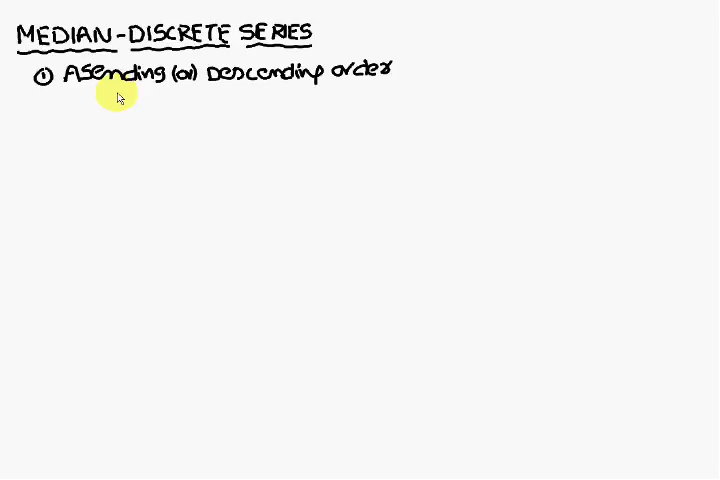 MEDIAN-DISCRETE SERIES
① Asending (or) Descending order